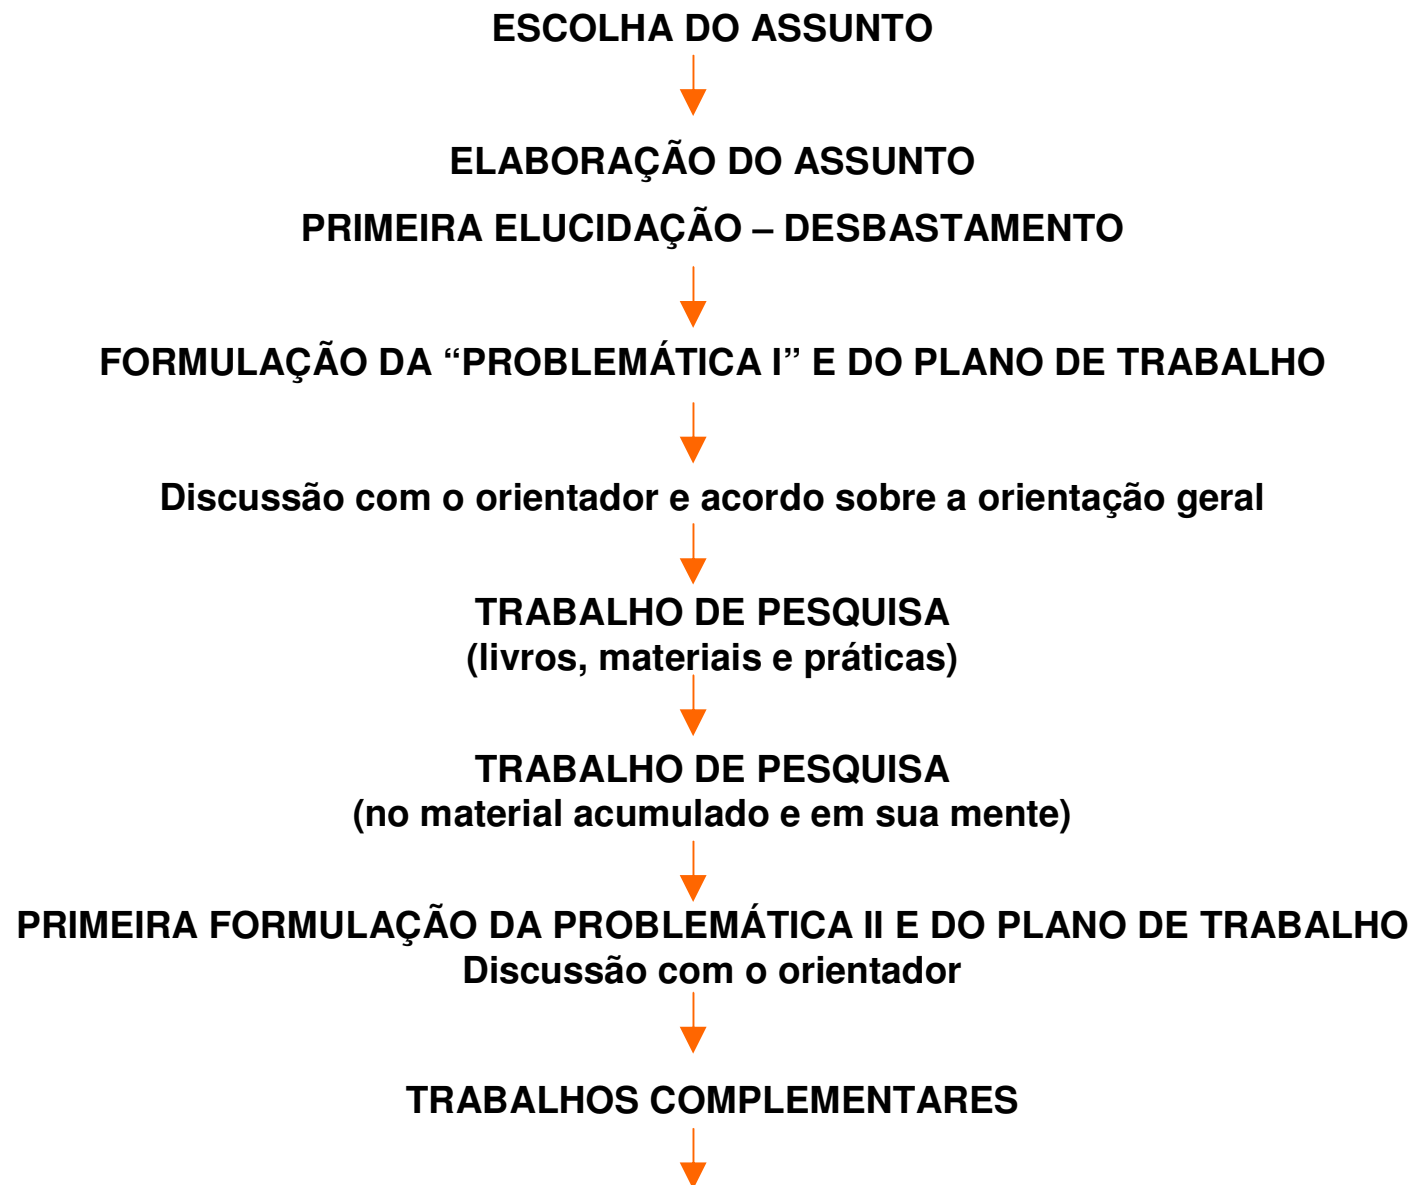 ESCOLHA DO ASSUNTO
ELABORAÇÃO DO ASSUNTO
PRIMEIRA ELUCIDAÇÃO – DESBASTAMENTO
FORMULAÇÃO DA “PROBLEMÁTICA I” E DO PLANO DE TRABALHO
Discussão com o orientador e acordo sobre a orientação geral
TRABALHO DE PESQUISA
(livros, materiais e práticas)
TRABALHO DE PESQUISA
(no material acumulado e em sua mente)
PRIMEIRA FORMULAÇÃO DA PROBLEMÁTICA II E DO PLANO DE TRABALHO
Discussão com o orientador
TRABALHOS COMPLEMENTARES